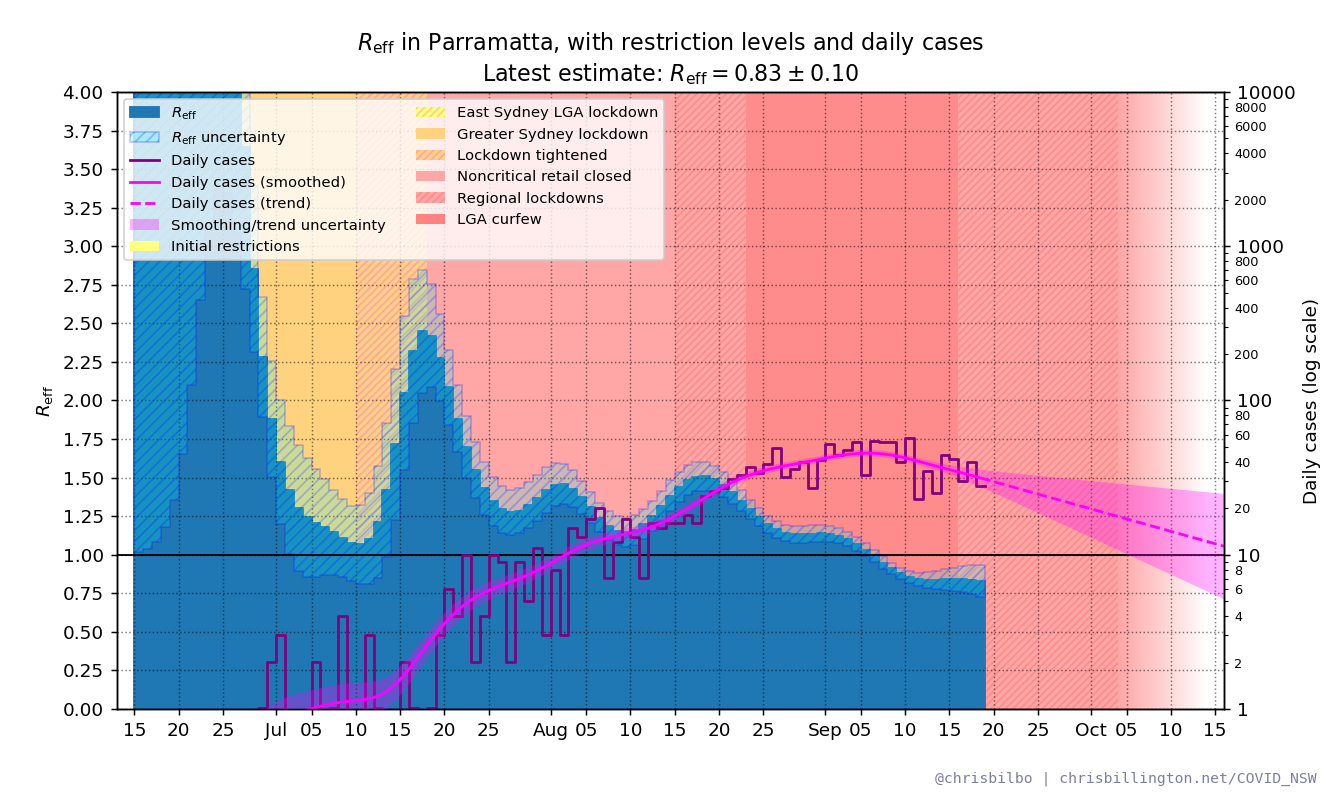 R_eff in Parramatta, with restriction levels and daily cases
Latest estimate: R_eff = 0.83 ± 0.10
R_eff
R_eff uncertainty
Daily cases
Daily cases (smoothed)
Daily cases (trend)
Smoothing/trend uncertainty
Initial restrictions
East Sydney LGA lockdown
Greater Sydney lockdown
Lockdown tightened
Noncritical retail closed
Regional lockdowns
LGA curfew
4.00
3.75
3.50
3.25
3.00
2.75
2.50
2.25
2.00
1.75
1.50
1.25
1.00
0.75
0.50
0.25
0.00
R_eff
10000
8000
6000
4000
2000
1000
800
600
400
200
100
80
60
40
20
10
8
6
4
2
1
Daily cases (log scale)
15 20 25 Jul 05 10 15 20 25 Aug 05 10 15 20 25 Sep 05 10 15 20 25 Oct 05 10 15
@chrisbilbo | chrisbillington.net/COVID_NSW